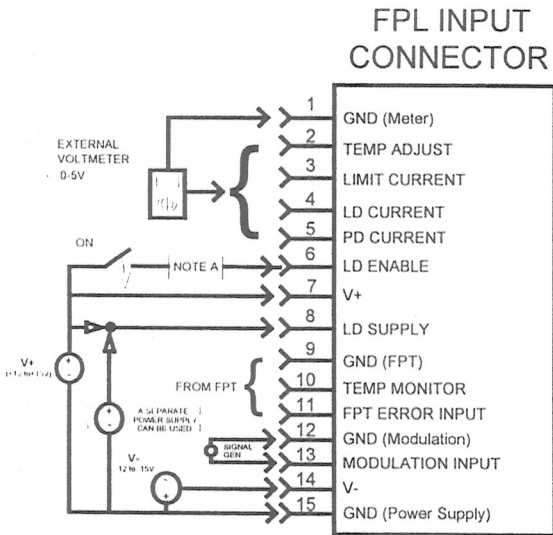 FPL INPUT
CONNECTOR
EXTERNAL
VOLTMETER
0-5V
1
GND (Meter)
2
TEMP ADJUST
3
LIMIT CURRENT
4
LD CURRENT
5
PD CURRENT
ON
NOTE A
6
LD ENABLE
7
V+
8
LD SUPPLY
V+
9
GND (FPT)
FROM FPT
10
TEMP MONITOR
11
FPT ERROR INPUT
A SEPARATE
POWER SUPPLY
CAN BE USED
12
GND (Modulation)
SIGNAL
GEN
13
MODULATION INPUT
V-
12 to 15V
14
V-
15
GND (Power Supply)